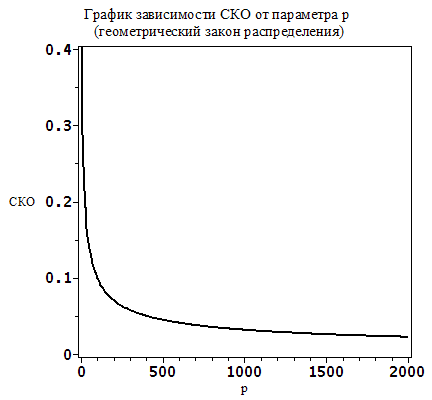 График зависимости СКО от параметра p
(геометрический закон распределения)
0.4
0.3
СКО 0.2
0.1
0
0 500 1000 1500 2000
p